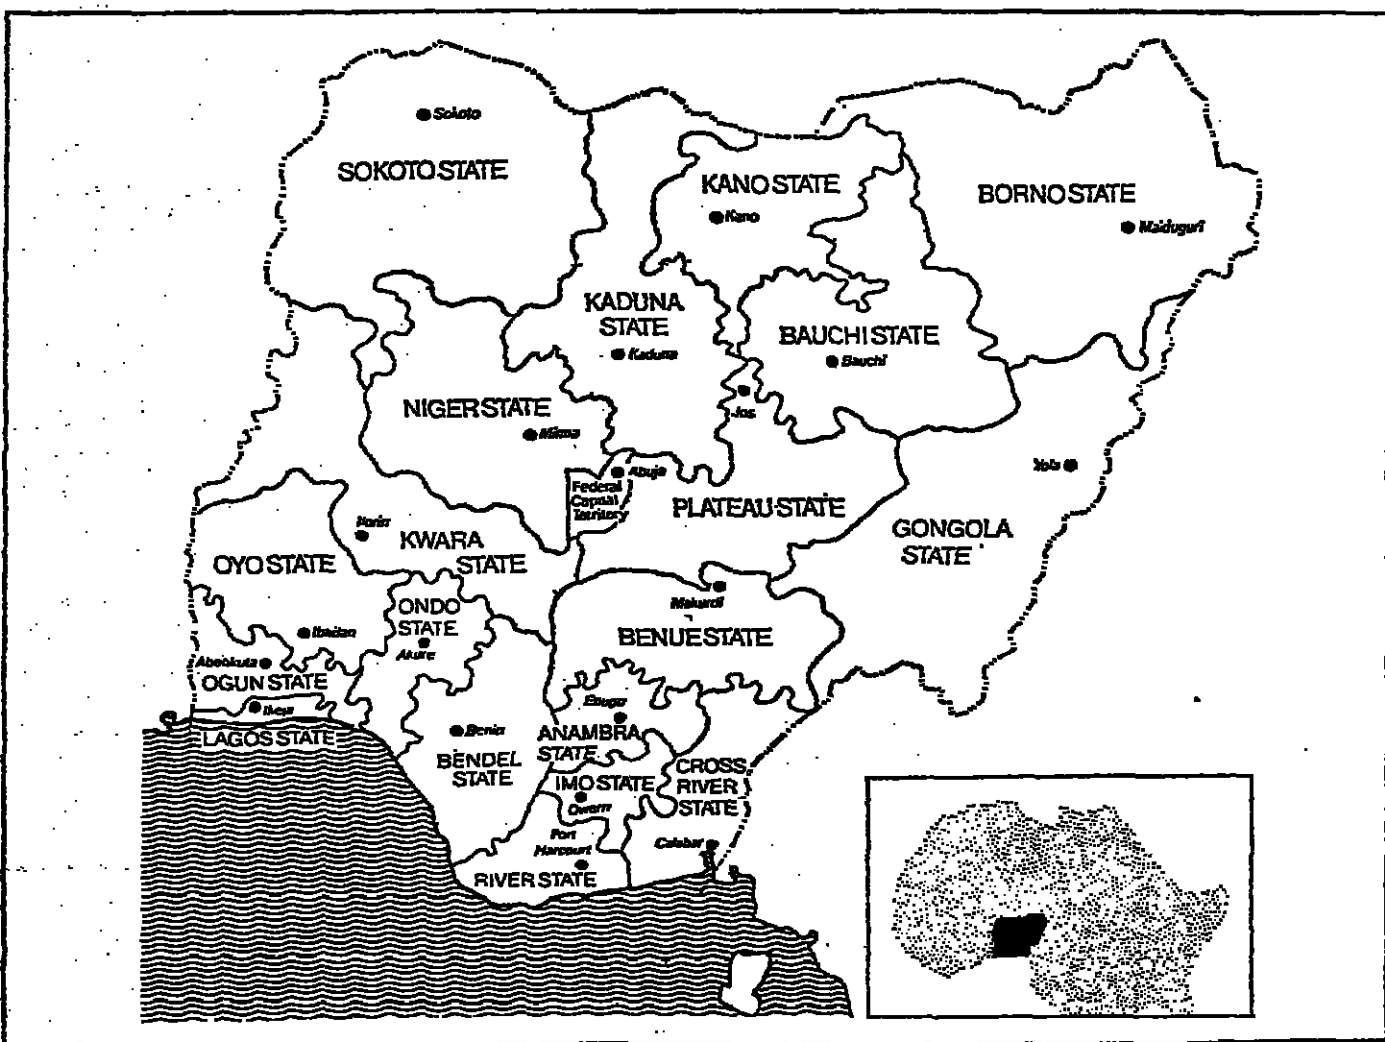 Sokoto
SOKOTO STATE
KANO STATE
Kano
BORNO STATE
Maiduguri
KADUNA
STATE
Kaduna
BAUCHI STATE
Bauchi
Jos
NIGER STATE
Minna
Abuja
Federal
Capital
Territory
PLATEAU STATE
Yola
GONGOLA
STATE
Ilorin
KWARA
STATE
OYO STATE
Ibadan
ONDO
STATE
Akure
Makurdi
BENUE STATE
Abeokuta
OGUN STATE
Ikeja
LAGOS STATE
Benin
BENDEL
STATE
Enugu
ANAMBRA
STATE
IMO STATE
Owerri
CROSS
RIVER
STATE
Calabar
Port
Harcourt
RIVER STATE